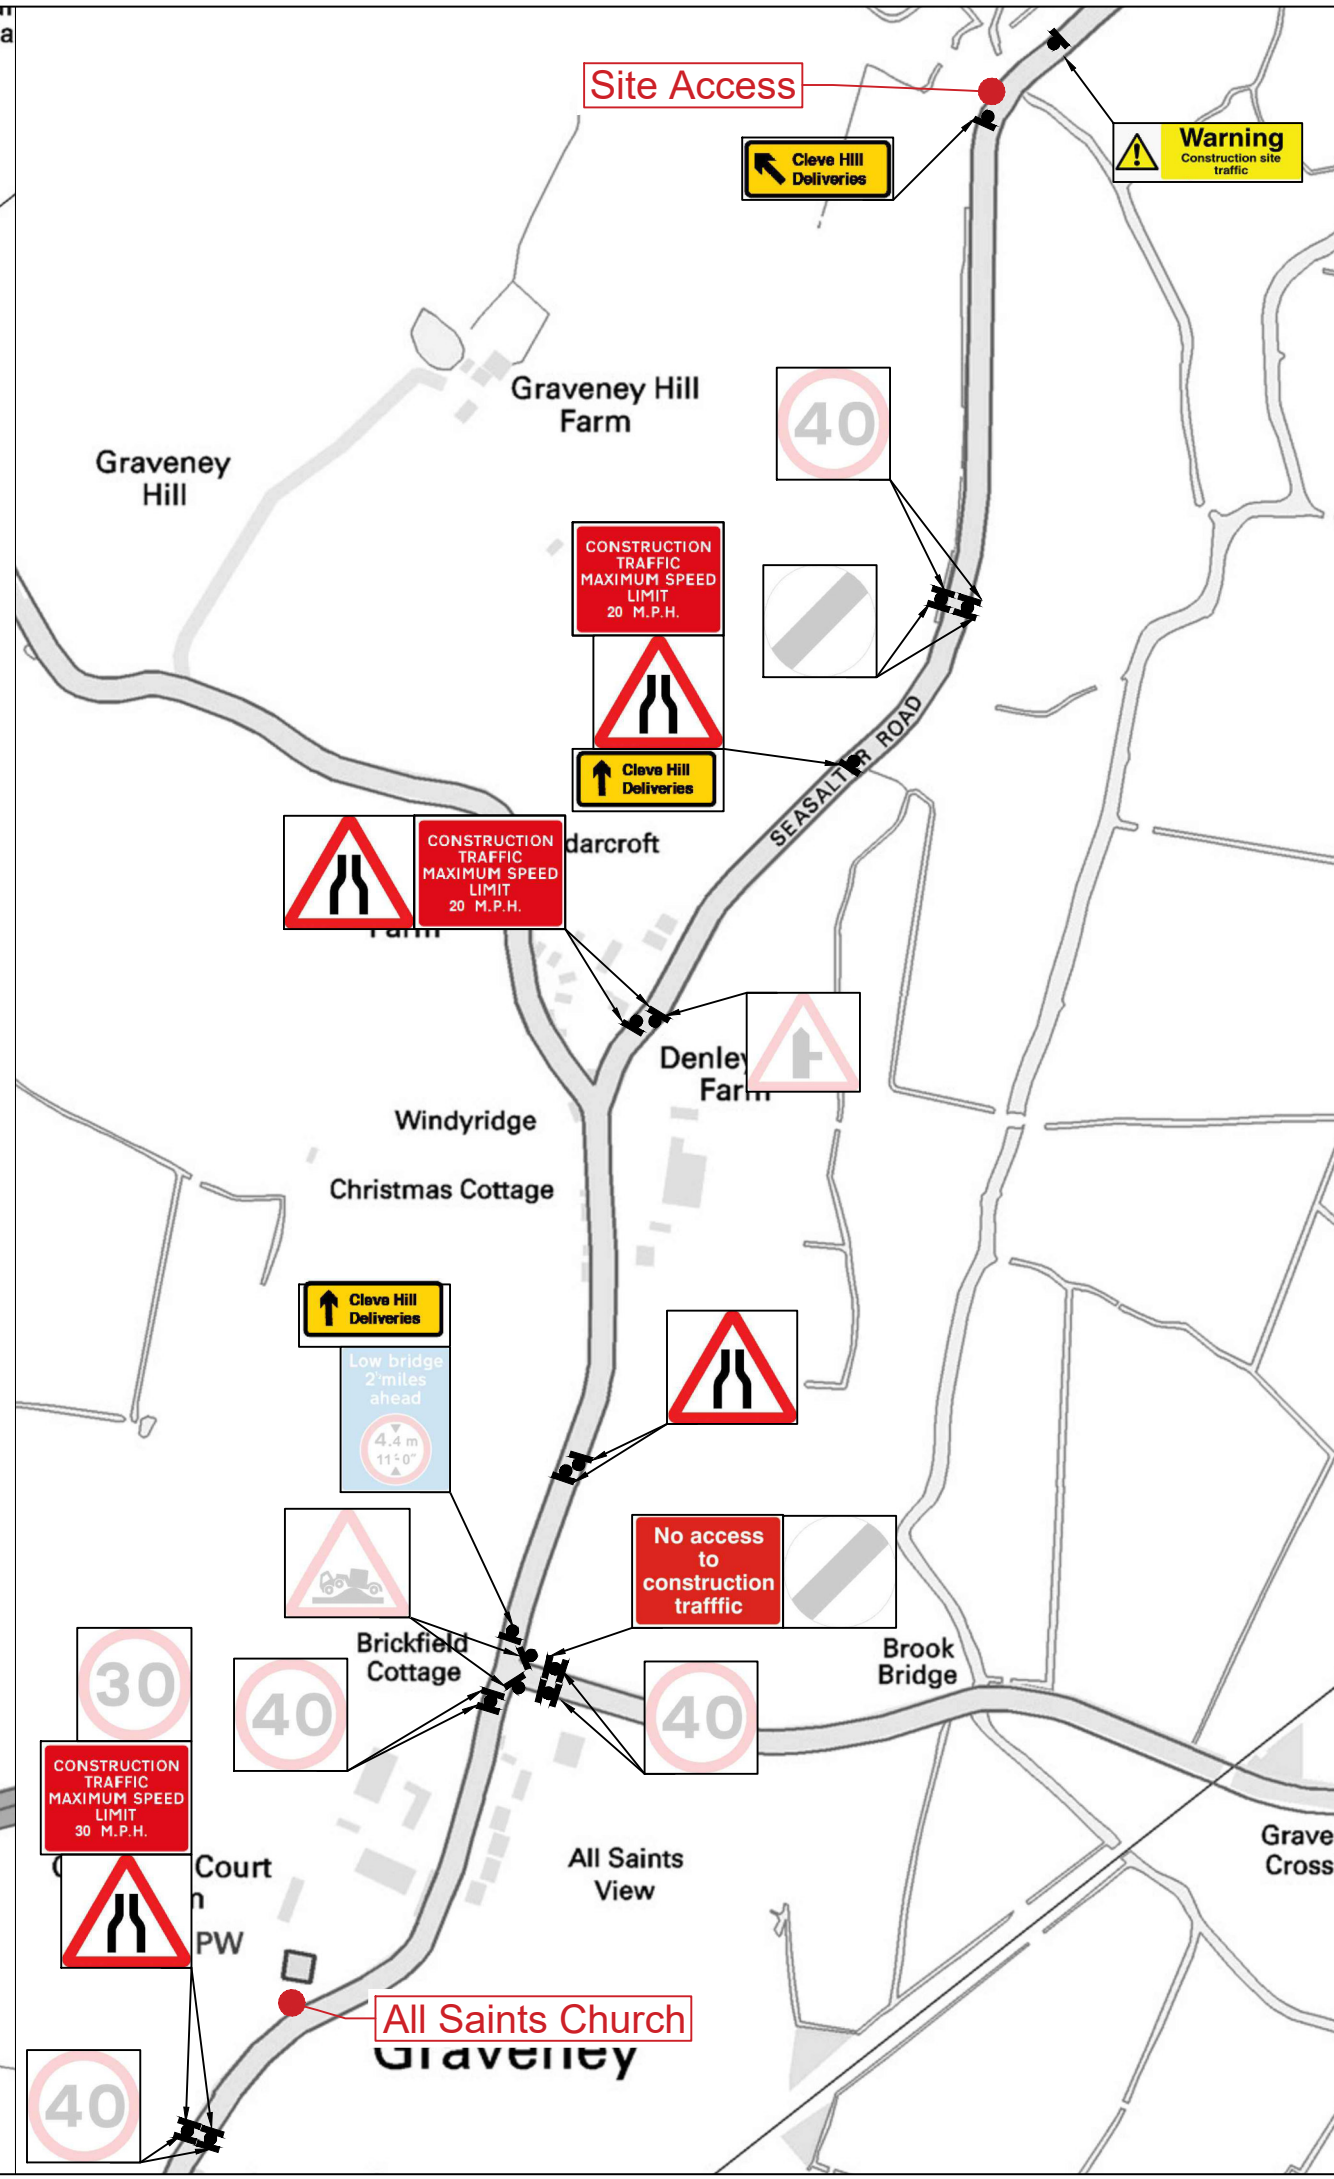 a
Site Access
Warning
Construction site
traffic
Cleve Hill
Deliveries
40
Graveney Hill
Farm
Graveney
Hill
CONSTRUCTION
TRAFFIC
MAXIMUM SPEED
LIMIT
20 M.P.H.
Cleve Hill
Deliveries
SEASALTER ROAD
darcroft
CONSTRUCTION
TRAFFIC
MAXIMUM SPEED
LIMIT
20 M.P.H.
Farm
Denley
Farm
Windyridge
Christmas Cottage
Cleve Hill
Deliveries
Low bridge
2 miles
ahead
4.4 m
11'-0"
No access
to
construction
trafffic
Brickfield
Cottage
Brook
Bridge
30
40
40
CONSTRUCTION
TRAFFIC
MAXIMUM SPEED
LIMIT
30 M.P.H.
Court
PW
All Saints
View
Grave
Cross
All Saints Church
Graveney
40